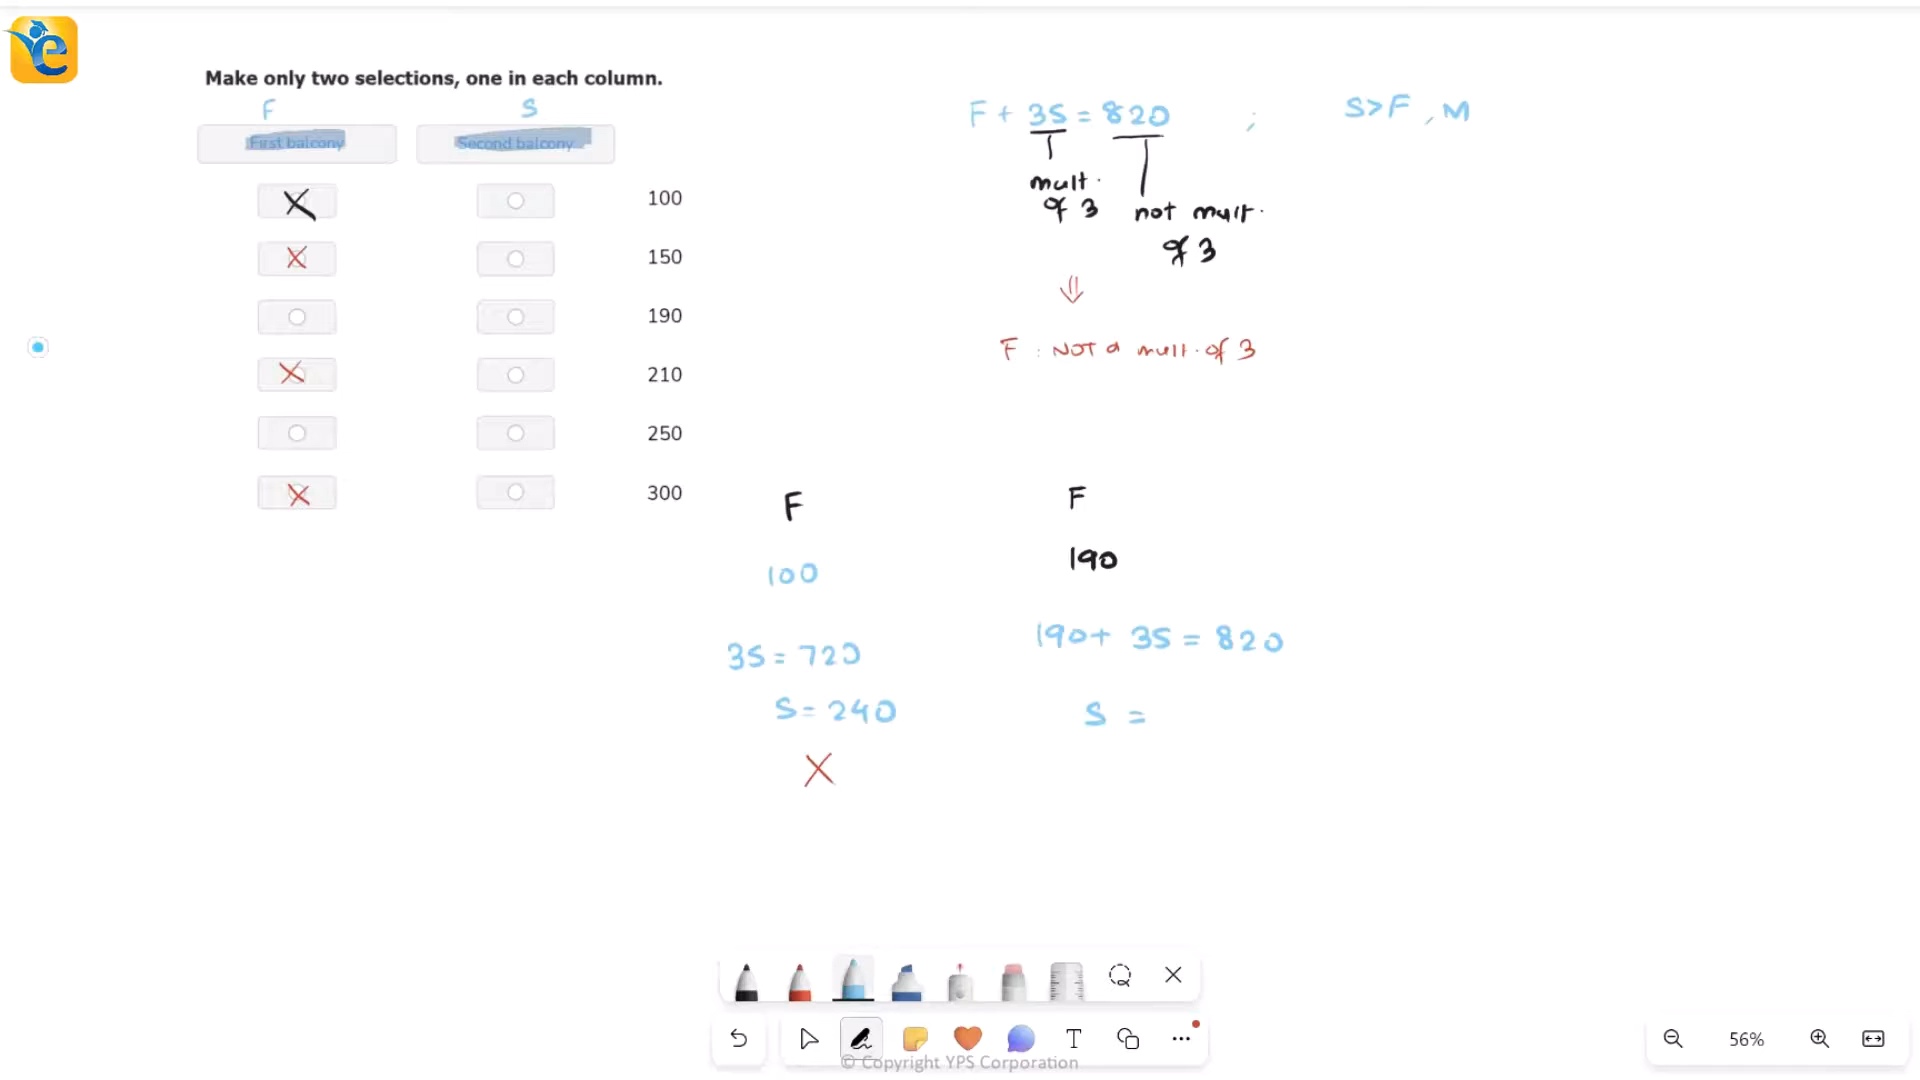 Make only two selections, one in each column.
F S
First balcony Second balcony
100
150
190
210
250
300
F + 3S = 820 ; S>F , M
mult.
of 3
not mult.
of 3
⇓
F : NOT a mult. of 3
F
100
3S = 720
S = 240
X
F
190
190 + 3S = 820
S =
56%
© Copyright YPS Corporation